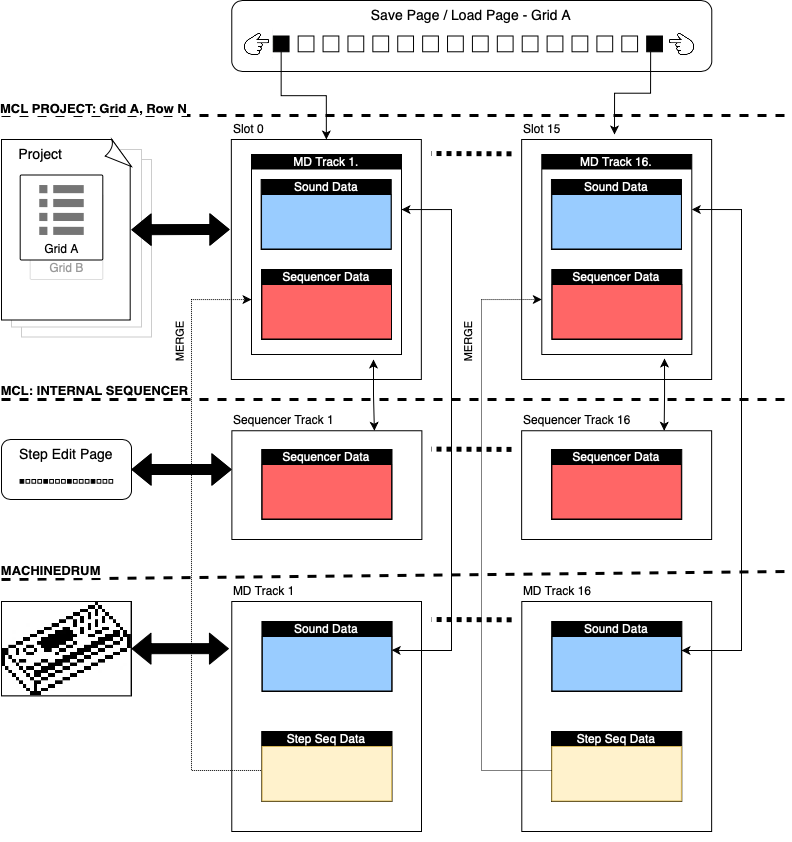 Save Page / Load Page - Grid A
MCL PROJECT: Grid A, Row N
Slot 0
Slot 15
Project
Grid A
Grid B
MD Track 1.
Sound Data
Sequencer Data
MD Track 16.
Sound Data
Sequencer Data
MERGE
MERGE
MCL: INTERNAL SEQUENCER
Sequencer Track 1
Sequencer Track 16
Step Edit Page
Sequencer Data
Sequencer Data
MACHINEDRUM
MD Track 1
MD Track 16
Sound Data
Sound Data
Step Seq Data
Step Seq Data